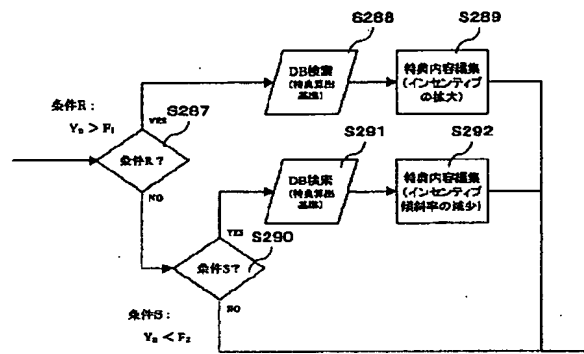 S288
S289
DB検索
(特典算出
基準)
特典内容編集
(インセンティブ
の拡大)
条件R:
Yn > F1
S287
YES
条件R?
NO
S291
S292
DB検索
(特典算出
基準)
特典内容編集
(インセンティブ
傾斜率の減少)
YES
S290
条件S?
NO
条件S:
Yn < F2